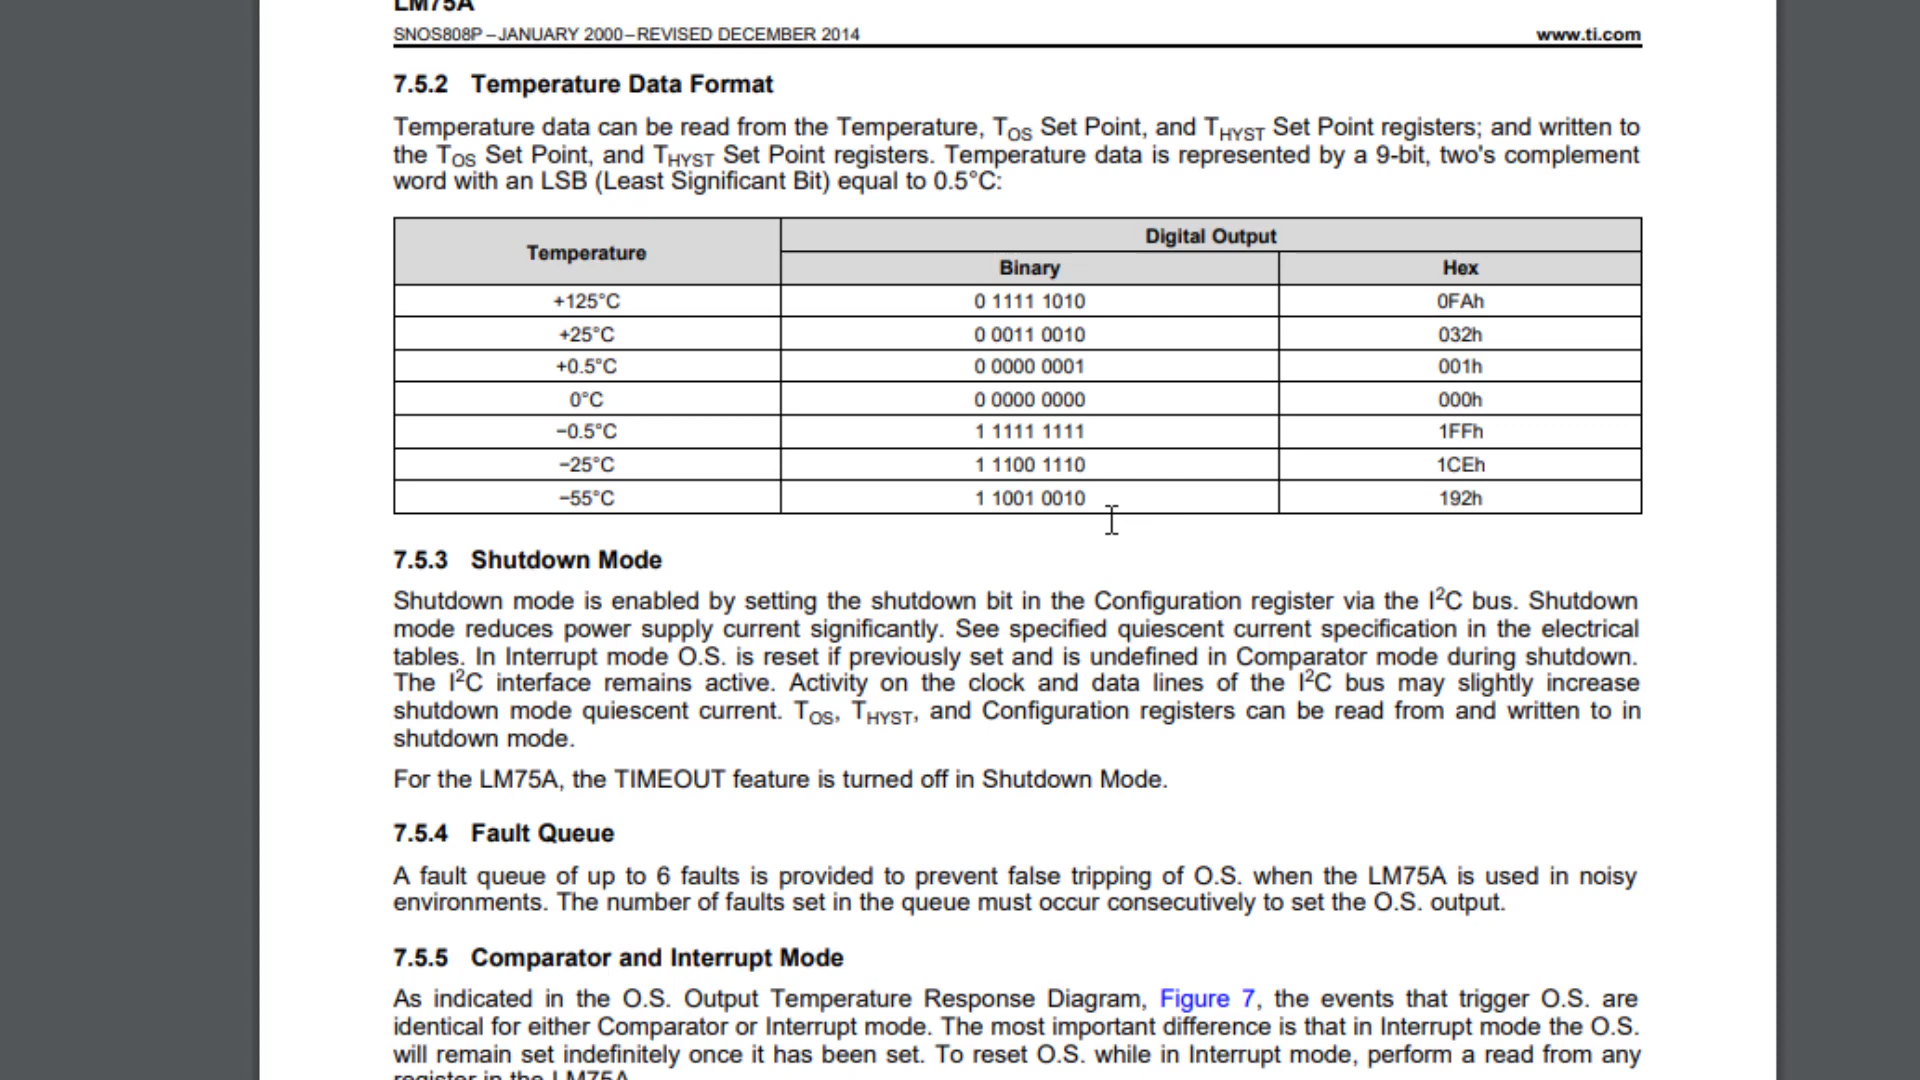 LM75A
SNOS808P –JANUARY 2000–REVISED DECEMBER 2014 www.ti.com
7.5.2 Temperature Data Format
Temperature data can be read from the Temperature, TOS Set Point, and THYST Set Point registers; and written to
the TOS Set Point, and THYST Set Point registers. Temperature data is represented by a 9-bit, two's complement
word with an LSB (Least Significant Bit) equal to 0.5°C:
Temperature Digital Output
Binary Hex
+125°C 0 1111 1010 0FAh
+25°C 0 0011 0010 032h
+0.5°C 0 0000 0001 001h
0°C 0 0000 0000 000h
−0.5°C 1 1111 1111 1FFh
−25°C 1 1100 1110 1CEh
−55°C 1 1001 0010 192h
7.5.3 Shutdown Mode
Shutdown mode is enabled by setting the shutdown bit in the Configuration register via the I2C bus. Shutdown
mode reduces power supply current significantly. See specified quiescent current specification in the electrical
tables. In Interrupt mode O.S. is reset if previously set and is undefined in Comparator mode during shutdown.
The I2C interface remains active. Activity on the clock and data lines of the I2C bus may slightly increase
shutdown mode quiescent current. TOS, THYST, and Configuration registers can be read from and written to in
shutdown mode.
For the LM75A, the TIMEOUT feature is turned off in Shutdown Mode.
7.5.4 Fault Queue
A fault queue of up to 6 faults is provided to prevent false tripping of O.S. when the LM75A is used in noisy
environments. The number of faults set in the queue must occur consecutively to set the O.S. output.
7.5.5 Comparator and Interrupt Mode
As indicated in the O.S. Output Temperature Response Diagram, Figure 7, the events that trigger O.S. are
identical for either Comparator or Interrupt mode. The most important difference is that in Interrupt mode the O.S.
will remain set indefinitely once it has been set. To reset O.S. while in Interrupt mode, perform a read from any
register in the LM75A.